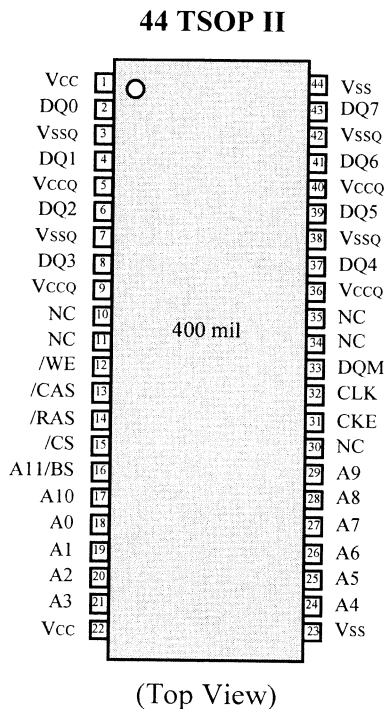 44 TSOP II
VCC 1 44 VSS
DQ0 2 43 DQ7
VSSQ 3 42 VSSQ
DQ1 4 41 DQ6
VCCQ 5 40 VCCQ
DQ2 6 39 DQ5
VSSQ 7 38 VSSQ
DQ3 8 37 DQ4
VCCQ 9 36 VCCQ
NC 10 35 NC
NC 11 34 NC
400 mil
/WE 12 33 DQM
/CAS 13 32 CLK
/RAS 14 31 CKE
/CS 15 30 NC
A11/BS 16 29 A9
A10 17 28 A8
A0 18 27 A7
A1 19 26 A6
A2 20 25 A5
A3 21 24 A4
VCC 22 23 VSS
(Top View)